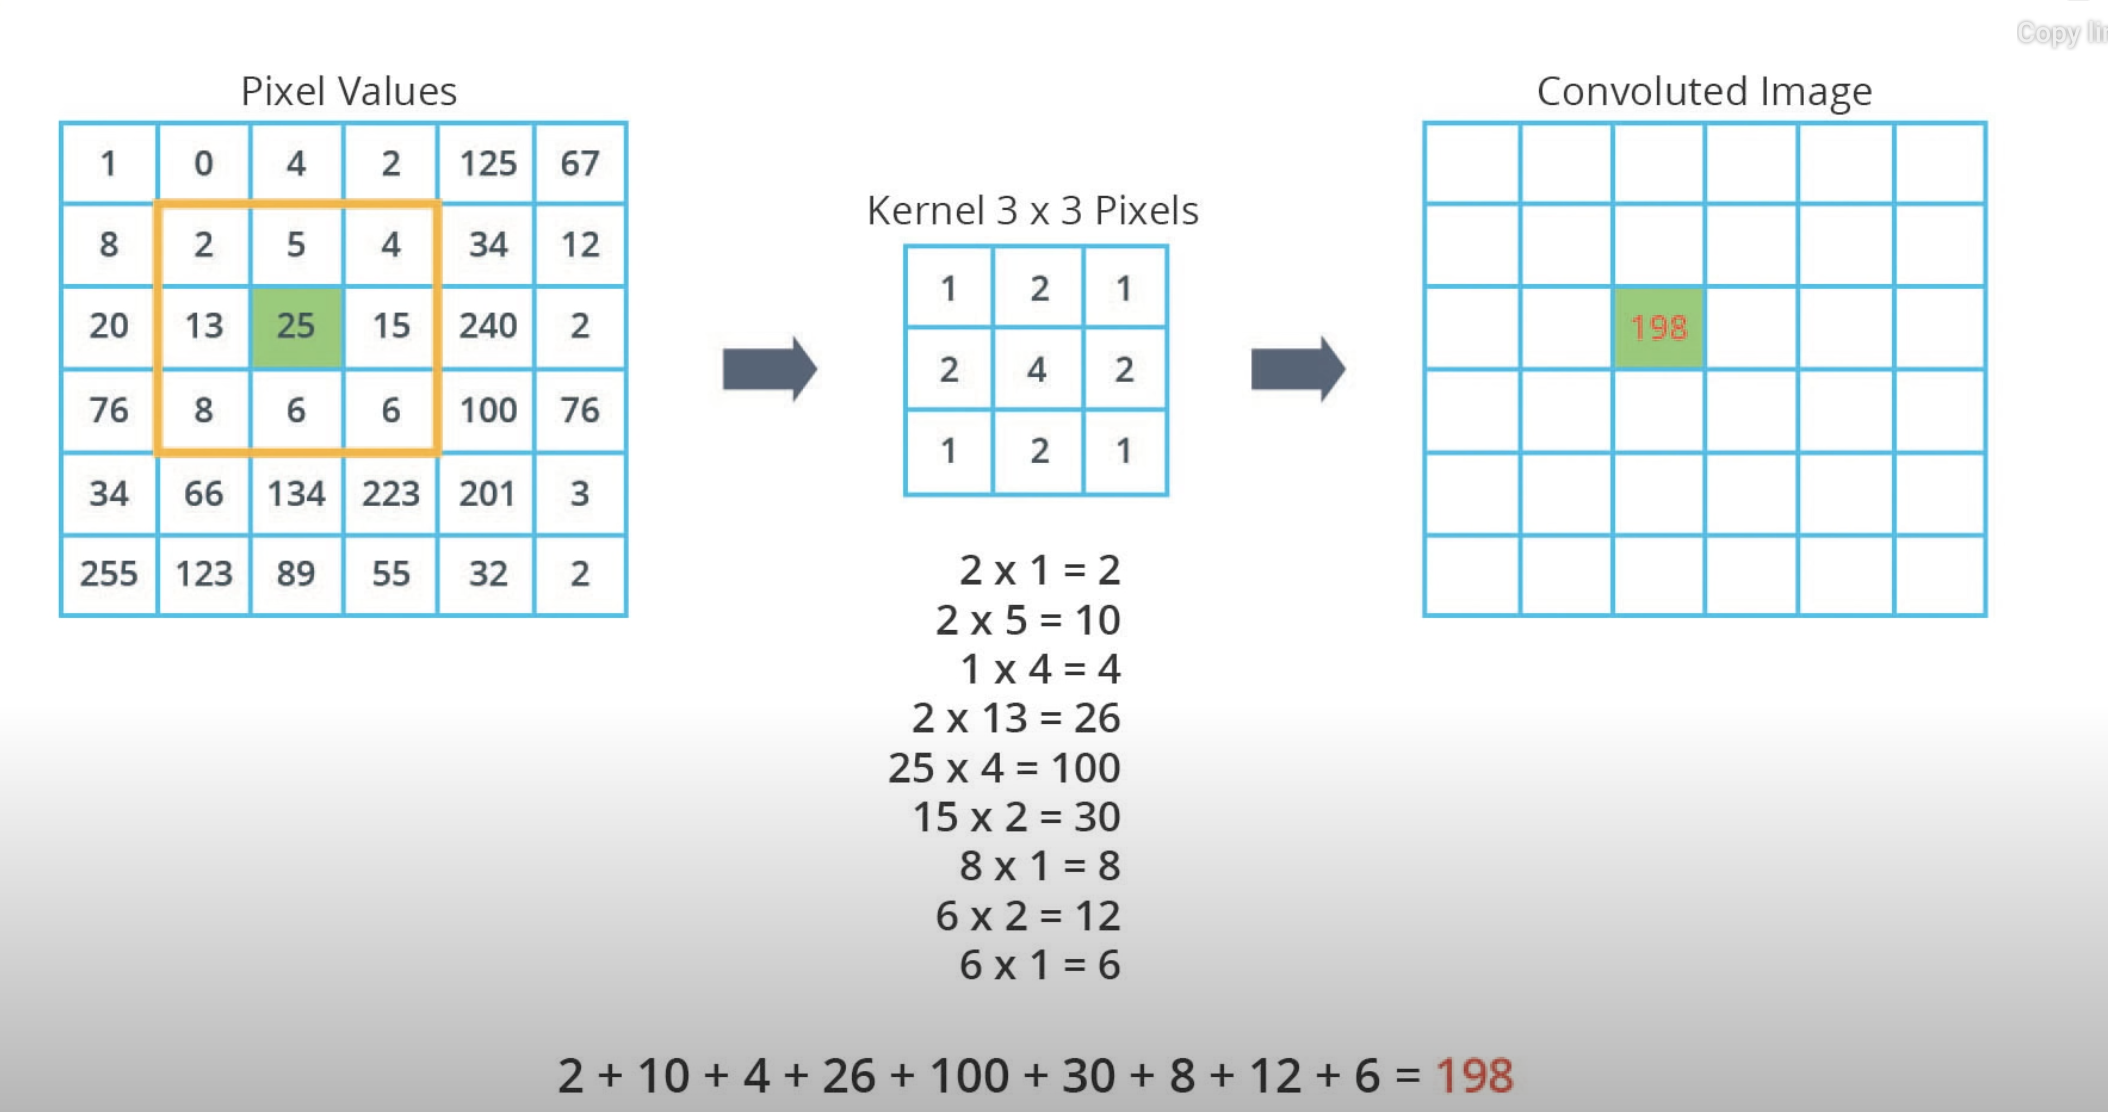 Copy
Pixel Values
1 0 4 2 125 67
8 2 5 4 34 12
20 13 25 15 240 2
76 8 6 6 100 76
34 66 134 223 201 3
255 123 89 55 32 2
Kernel 3 x 3 Pixels
1 2 1
2 4 2
1 2 1
2 x 1 = 2
2 x 5 = 10
1 x 4 = 4
2 x 13 = 26
25 x 4 = 100
15 x 2 = 30
8 x 1 = 8
6 x 2 = 12
6 x 1 = 6
Convoluted Image
198
2 + 10 + 4 + 26 + 100 + 30 + 8 + 12 + 6 = 198